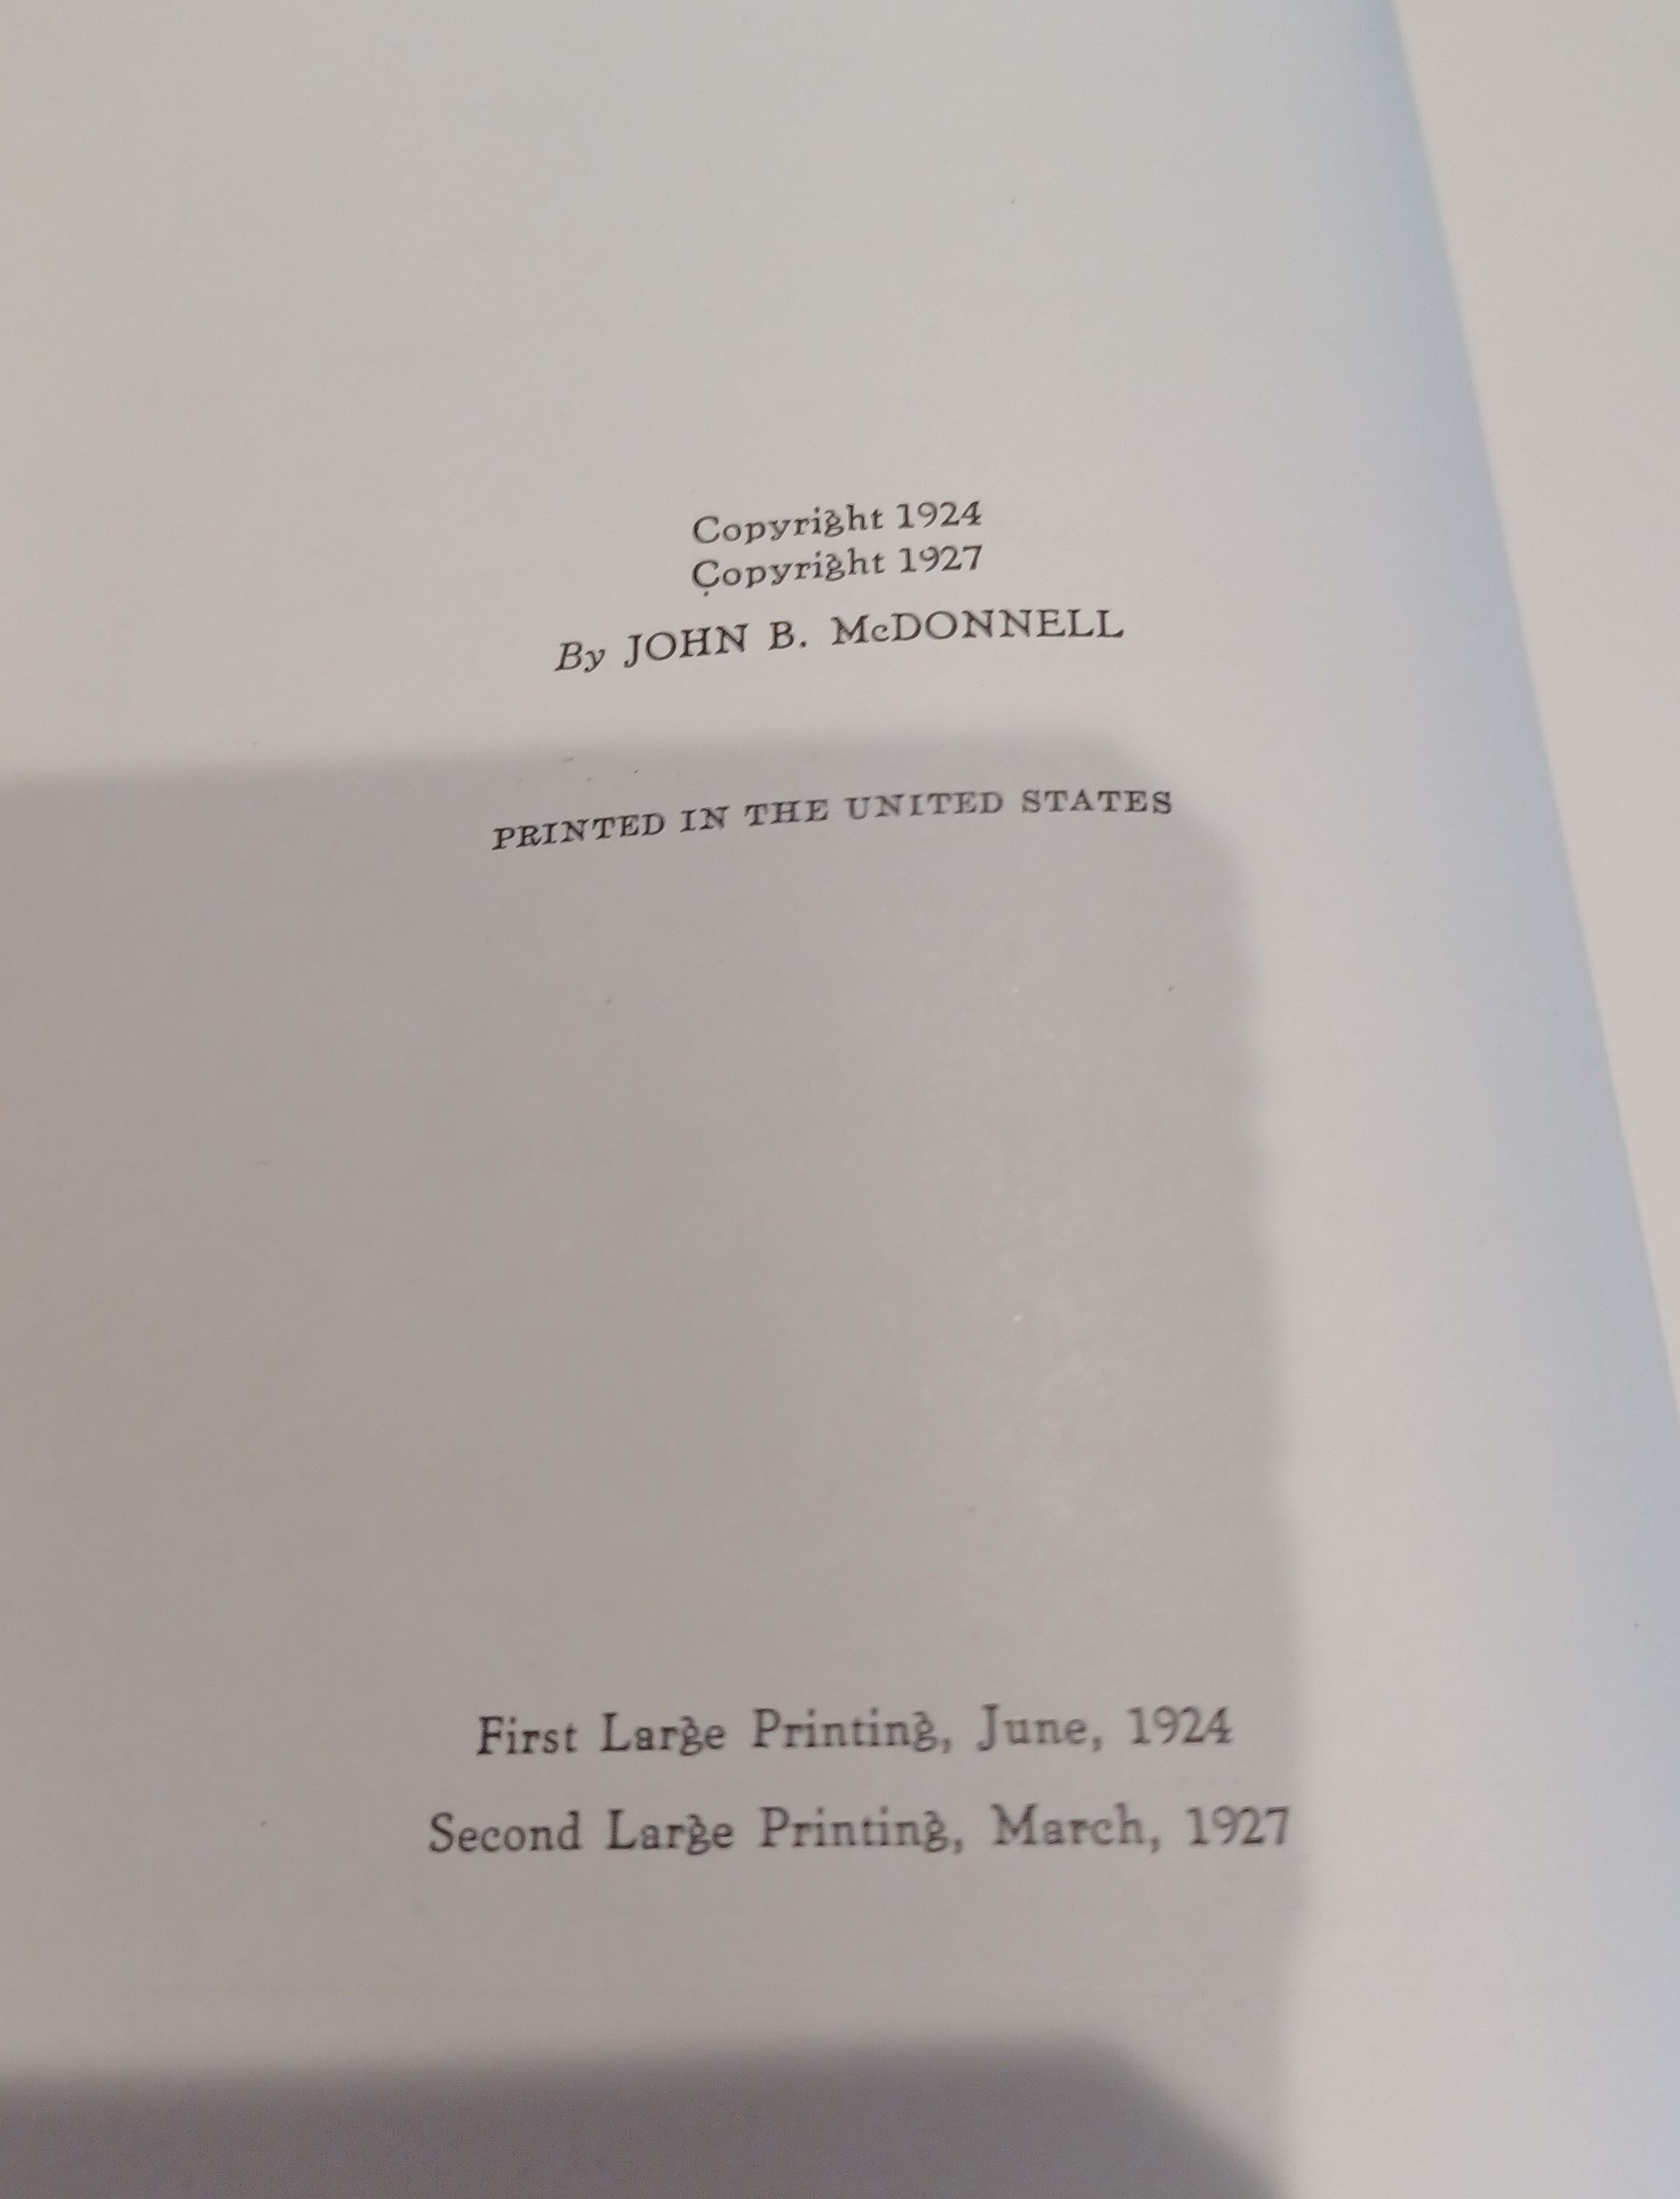 Copyright 1924
Copyright 1927
By JOHN B. McDONNELL
PRINTED IN THE UNITED STATES
First Large Printing, June, 1924
Second Large Printing, March, 1927